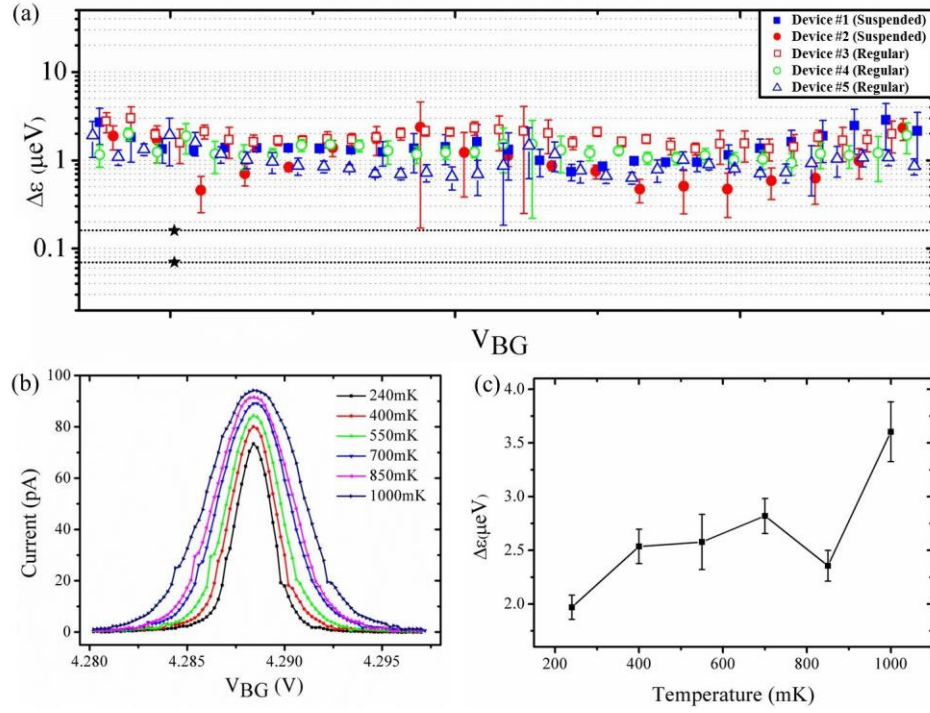 (a)
Device #1 (Suspended)
Device #2 (Suspended)
Device #3 (Regular)
Device #4 (Regular)
Device #5 (Regular)
10
1
0.1
Δε (μeV)
V_BG
(b)
100
80
60
40
20
0
Current (pA)
240mK
400mK
550mK
700mK
850mK
1000mK
4.280 4.285 4.290 4.295
V_BG (V)
(c)
4.0
3.5
3.0
2.5
2.0
Δε(μeV)
200 400 600 800 1000
Temperature (mK)